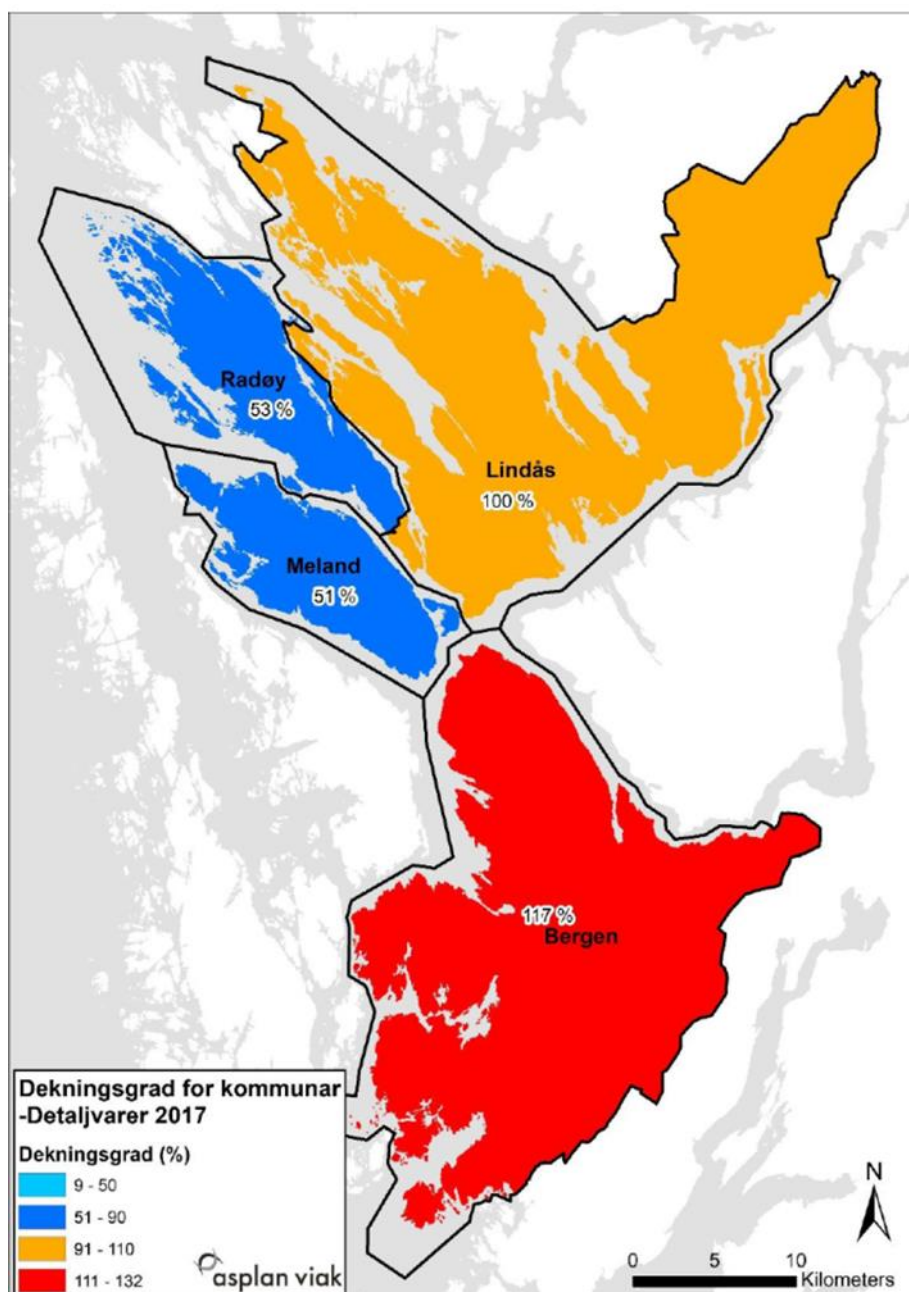 Radøy
53 %
Lindås
100 %
Meland
51 %
117 %
Bergen
Dekningsgrad for kommunar
-Detaljvarer 2017
Dekningsgrad (%)
9 - 50
51 - 90
91 - 110
111 - 132
asplan viak
N
0 5 10
Kilometers